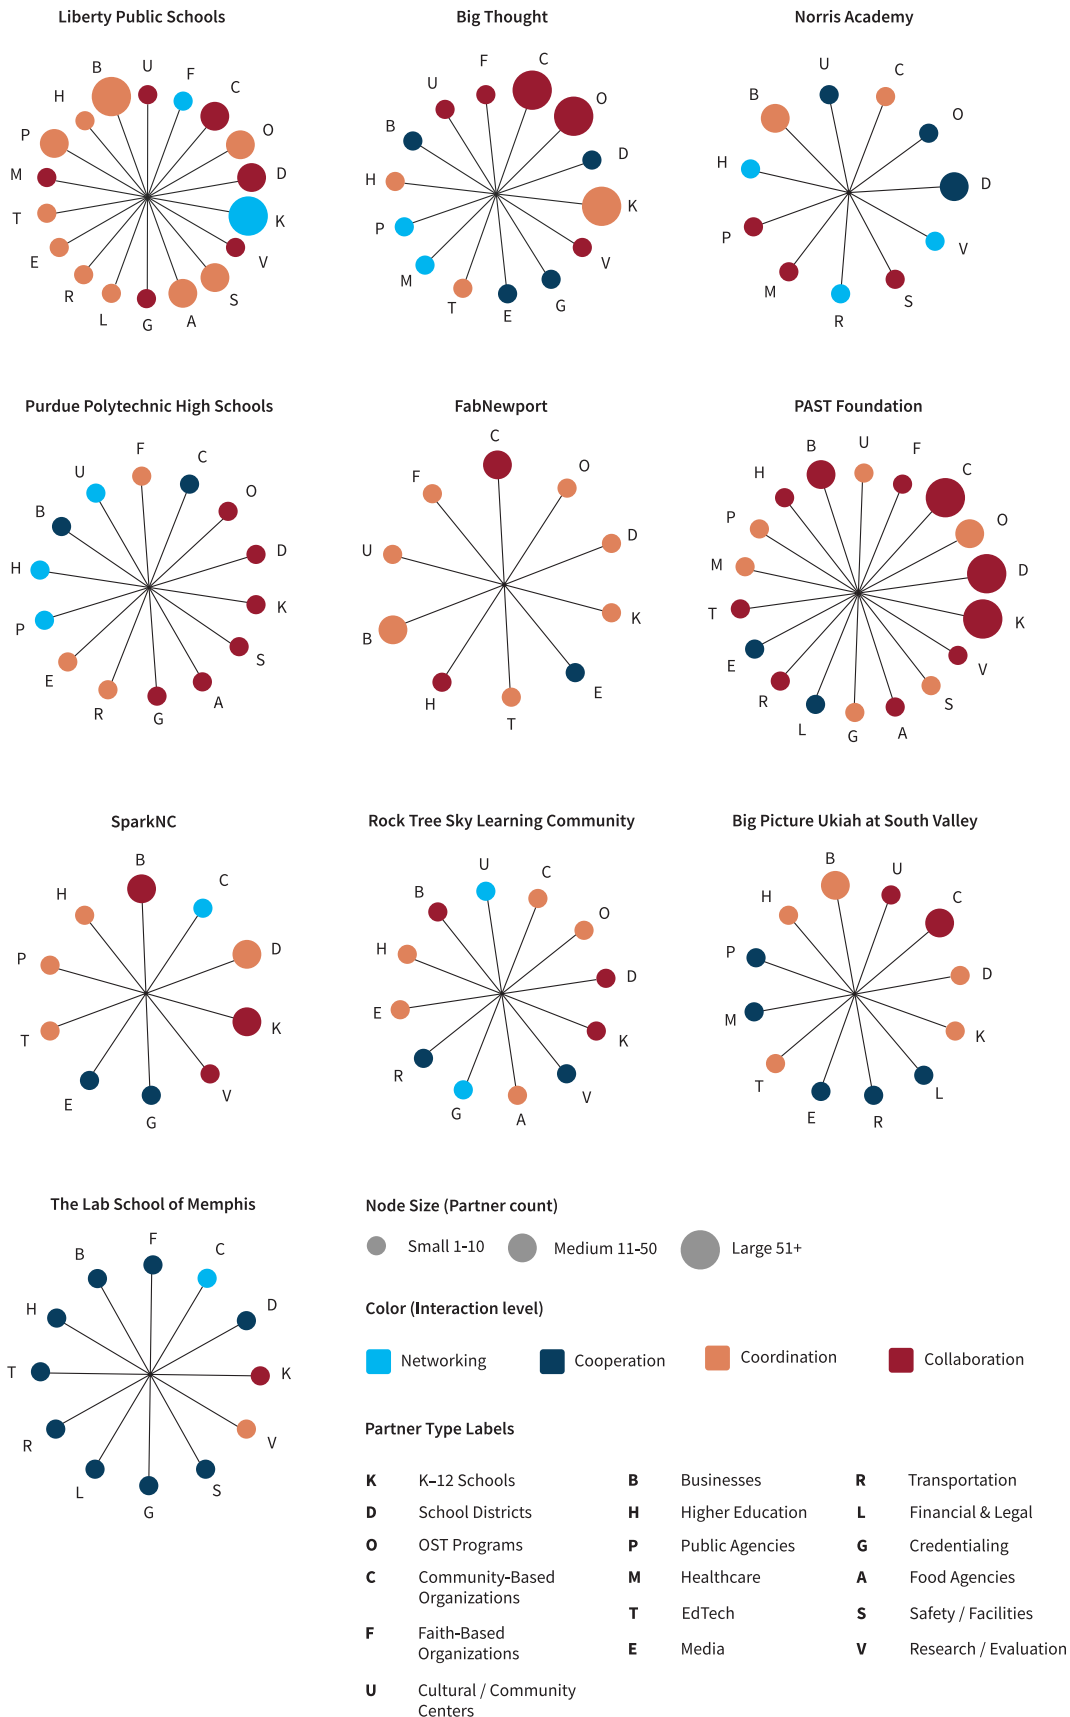 Liberty Public Schools
Big Thought
Norris Academy
B
U
F
C
H
O
P
D
M
K
T
V
E
S
R
A
L
G
F
C
U
O
B
D
H
K
P
V
M
G
T
E
U
C
B
O
H
D
P
V
M
S
R
Purdue Polytechnic High Schools
FabNewport
PAST Foundation
F
C
U
O
B
D
H
K
P
S
E
A
R
G
C
F
O
U
D
B
K
H
E
T
B
U
F
H
C
P
O
M
D
T
K
E
V
R
S
L
A
G
SparkNC
Rock Tree Sky Learning Community
Big Picture Ukiah at South Valley
B
H
C
P
D
T
K
E
V
G
U
B
C
H
O
E
D
R
K
G
V
A
B
U
H
C
P
D
M
K
T
L
E
R
The Lab School of Memphis
F
B
C
H
D
T
K
R
V
L
S
G
Node Size (Partner count)
Small 1-10
Medium 11-50
Large 51+
Color (Interaction level)
Networking
Cooperation
Coordination
Collaboration
Partner Type Labels
K K–12 Schools
D School Districts
O OST Programs
C Community-Based
Organizations
F Faith-Based
Organizations
U Cultural / Community
Centers
B Businesses
H Higher Education
P Public Agencies
M Healthcare
T EdTech
E Media
R Transportation
L Financial & Legal
G Credentialing
A Food Agencies
S Safety / Facilities
V Research / Evaluation